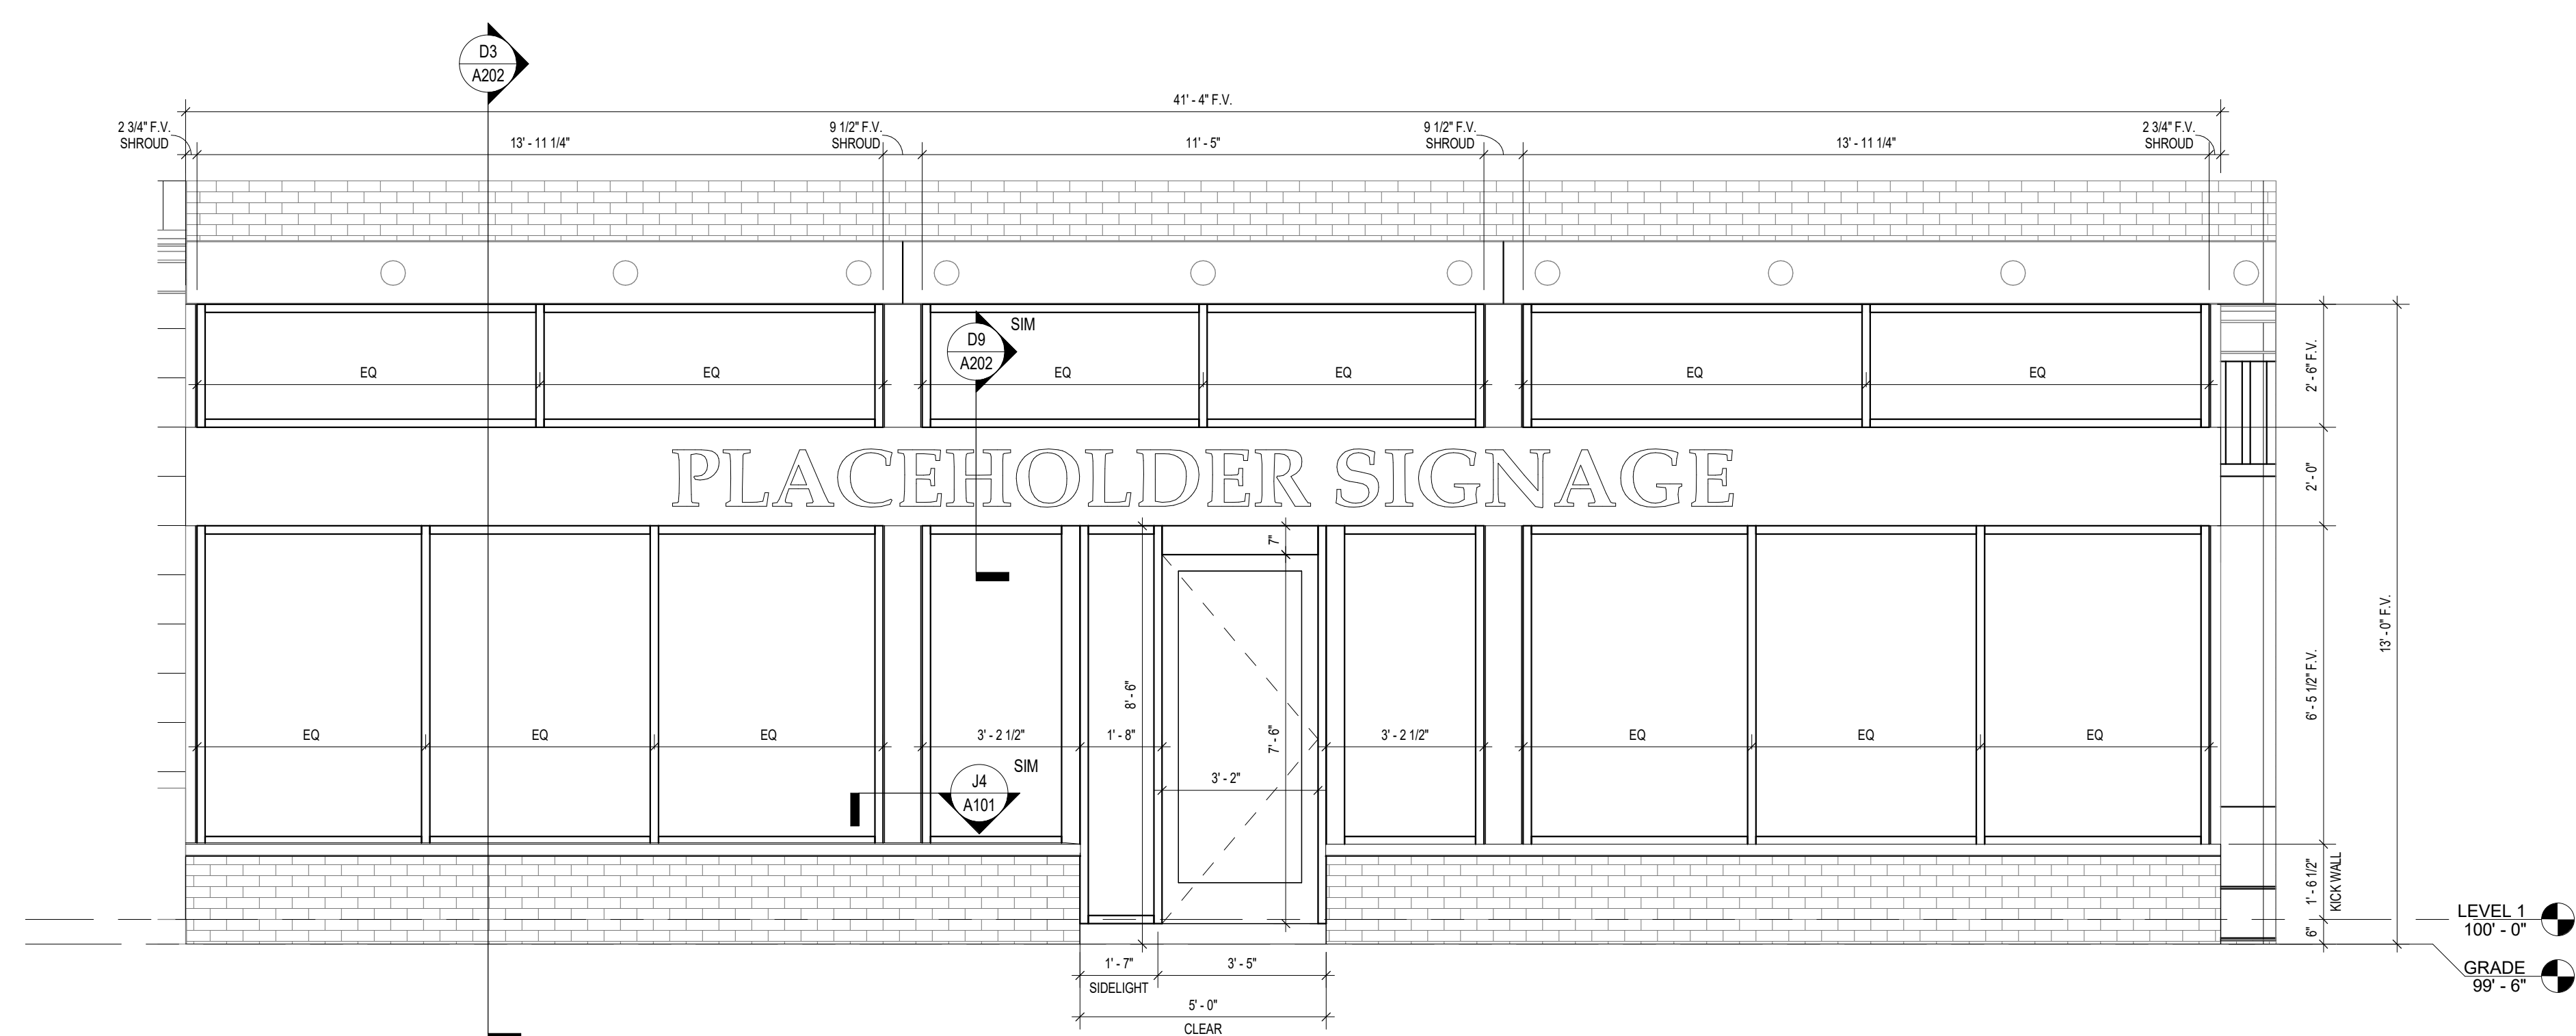 D3
A202
41' - 4" F.V.
2 3/4" F.V.
SHROUD
13' - 11 1/4"
9 1/2" F.V.
SHROUD
11' - 5"
9 1/2" F.V.
SHROUD
13' - 11 1/4"
2 3/4" F.V.
SHROUD
D9
A202
SIM
EQ
EQ
EQ
EQ
EQ
EQ
2' - 6" F.V.
PLACEHOLDER SIGNAGE
2' - 0"
7"
8' - 6"
7' - 6"
13' - 0" F.V.
6' - 5 1/2" F.V.
EQ
EQ
EQ
3' - 2 1/2"
1' - 8"
3' - 2 1/2"
EQ
EQ
EQ
3' - 2"
J4
A101
SIM
1' - 6 1/2"
KICK WALL
6"
LEVEL 1
100' - 0"
GRADE
99' - 6"
1' - 7"
SIDELIGHT
3' - 5"
5' - 0"
CLEAR